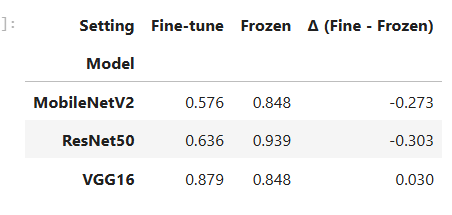 ]:
Setting Fine-tune Frozen Δ (Fine - Frozen)
Model
MobileNetV2 0.576 0.848 -0.273
ResNet50 0.636 0.939 -0.303
VGG16 0.879 0.848 0.030